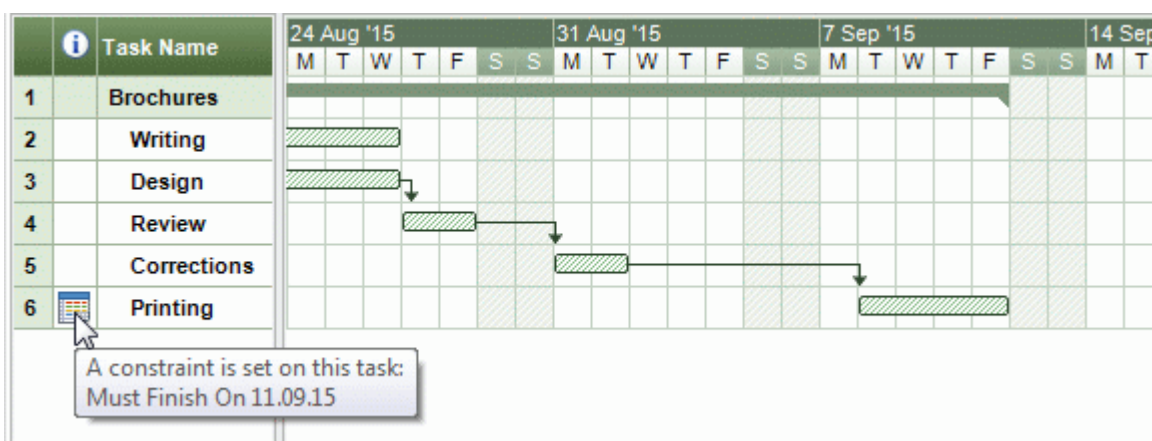 i Task Name
24 Aug '15 31 Aug '15 7 Sep '15 14 Sep
M T W T F S S M T W T F S S M T W T F S S M T
1 Brochures
2 Writing
3 Design
4 Review
5 Corrections
6 Printing
A constraint is set on this task:
Must Finish On 11.09.15